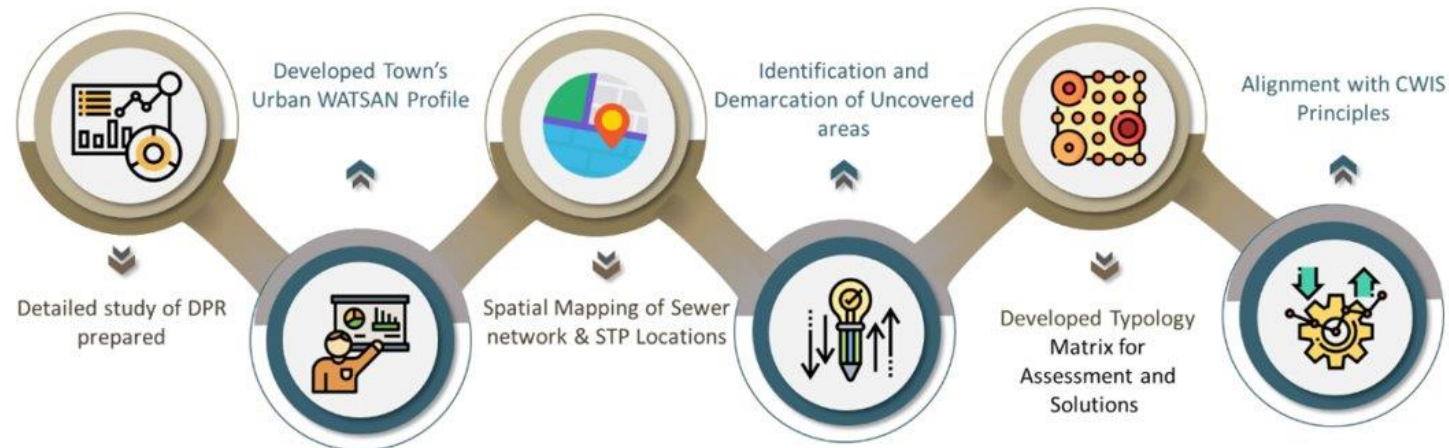 Detailed study of DPR
prepared
Developed Town's
Urban WATSAN Profile
Spatial Mapping of Sewer
network & STP Locations
Identification and
Demarcation of Uncovered
areas
Developed Typology
Matrix for
Assessment and
Solutions
Alignment with CWIS
Principles